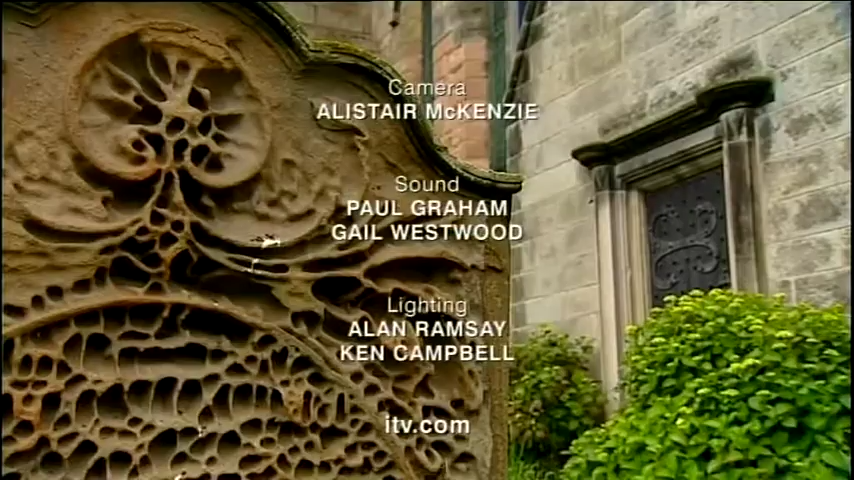 Camera
ALISTAIR McKENZIE
Sound
PAUL GRAHAM
GAIL WESTWOOD
Lighting
ALAN RAMSAY
KEN CAMPBELL
itv.com